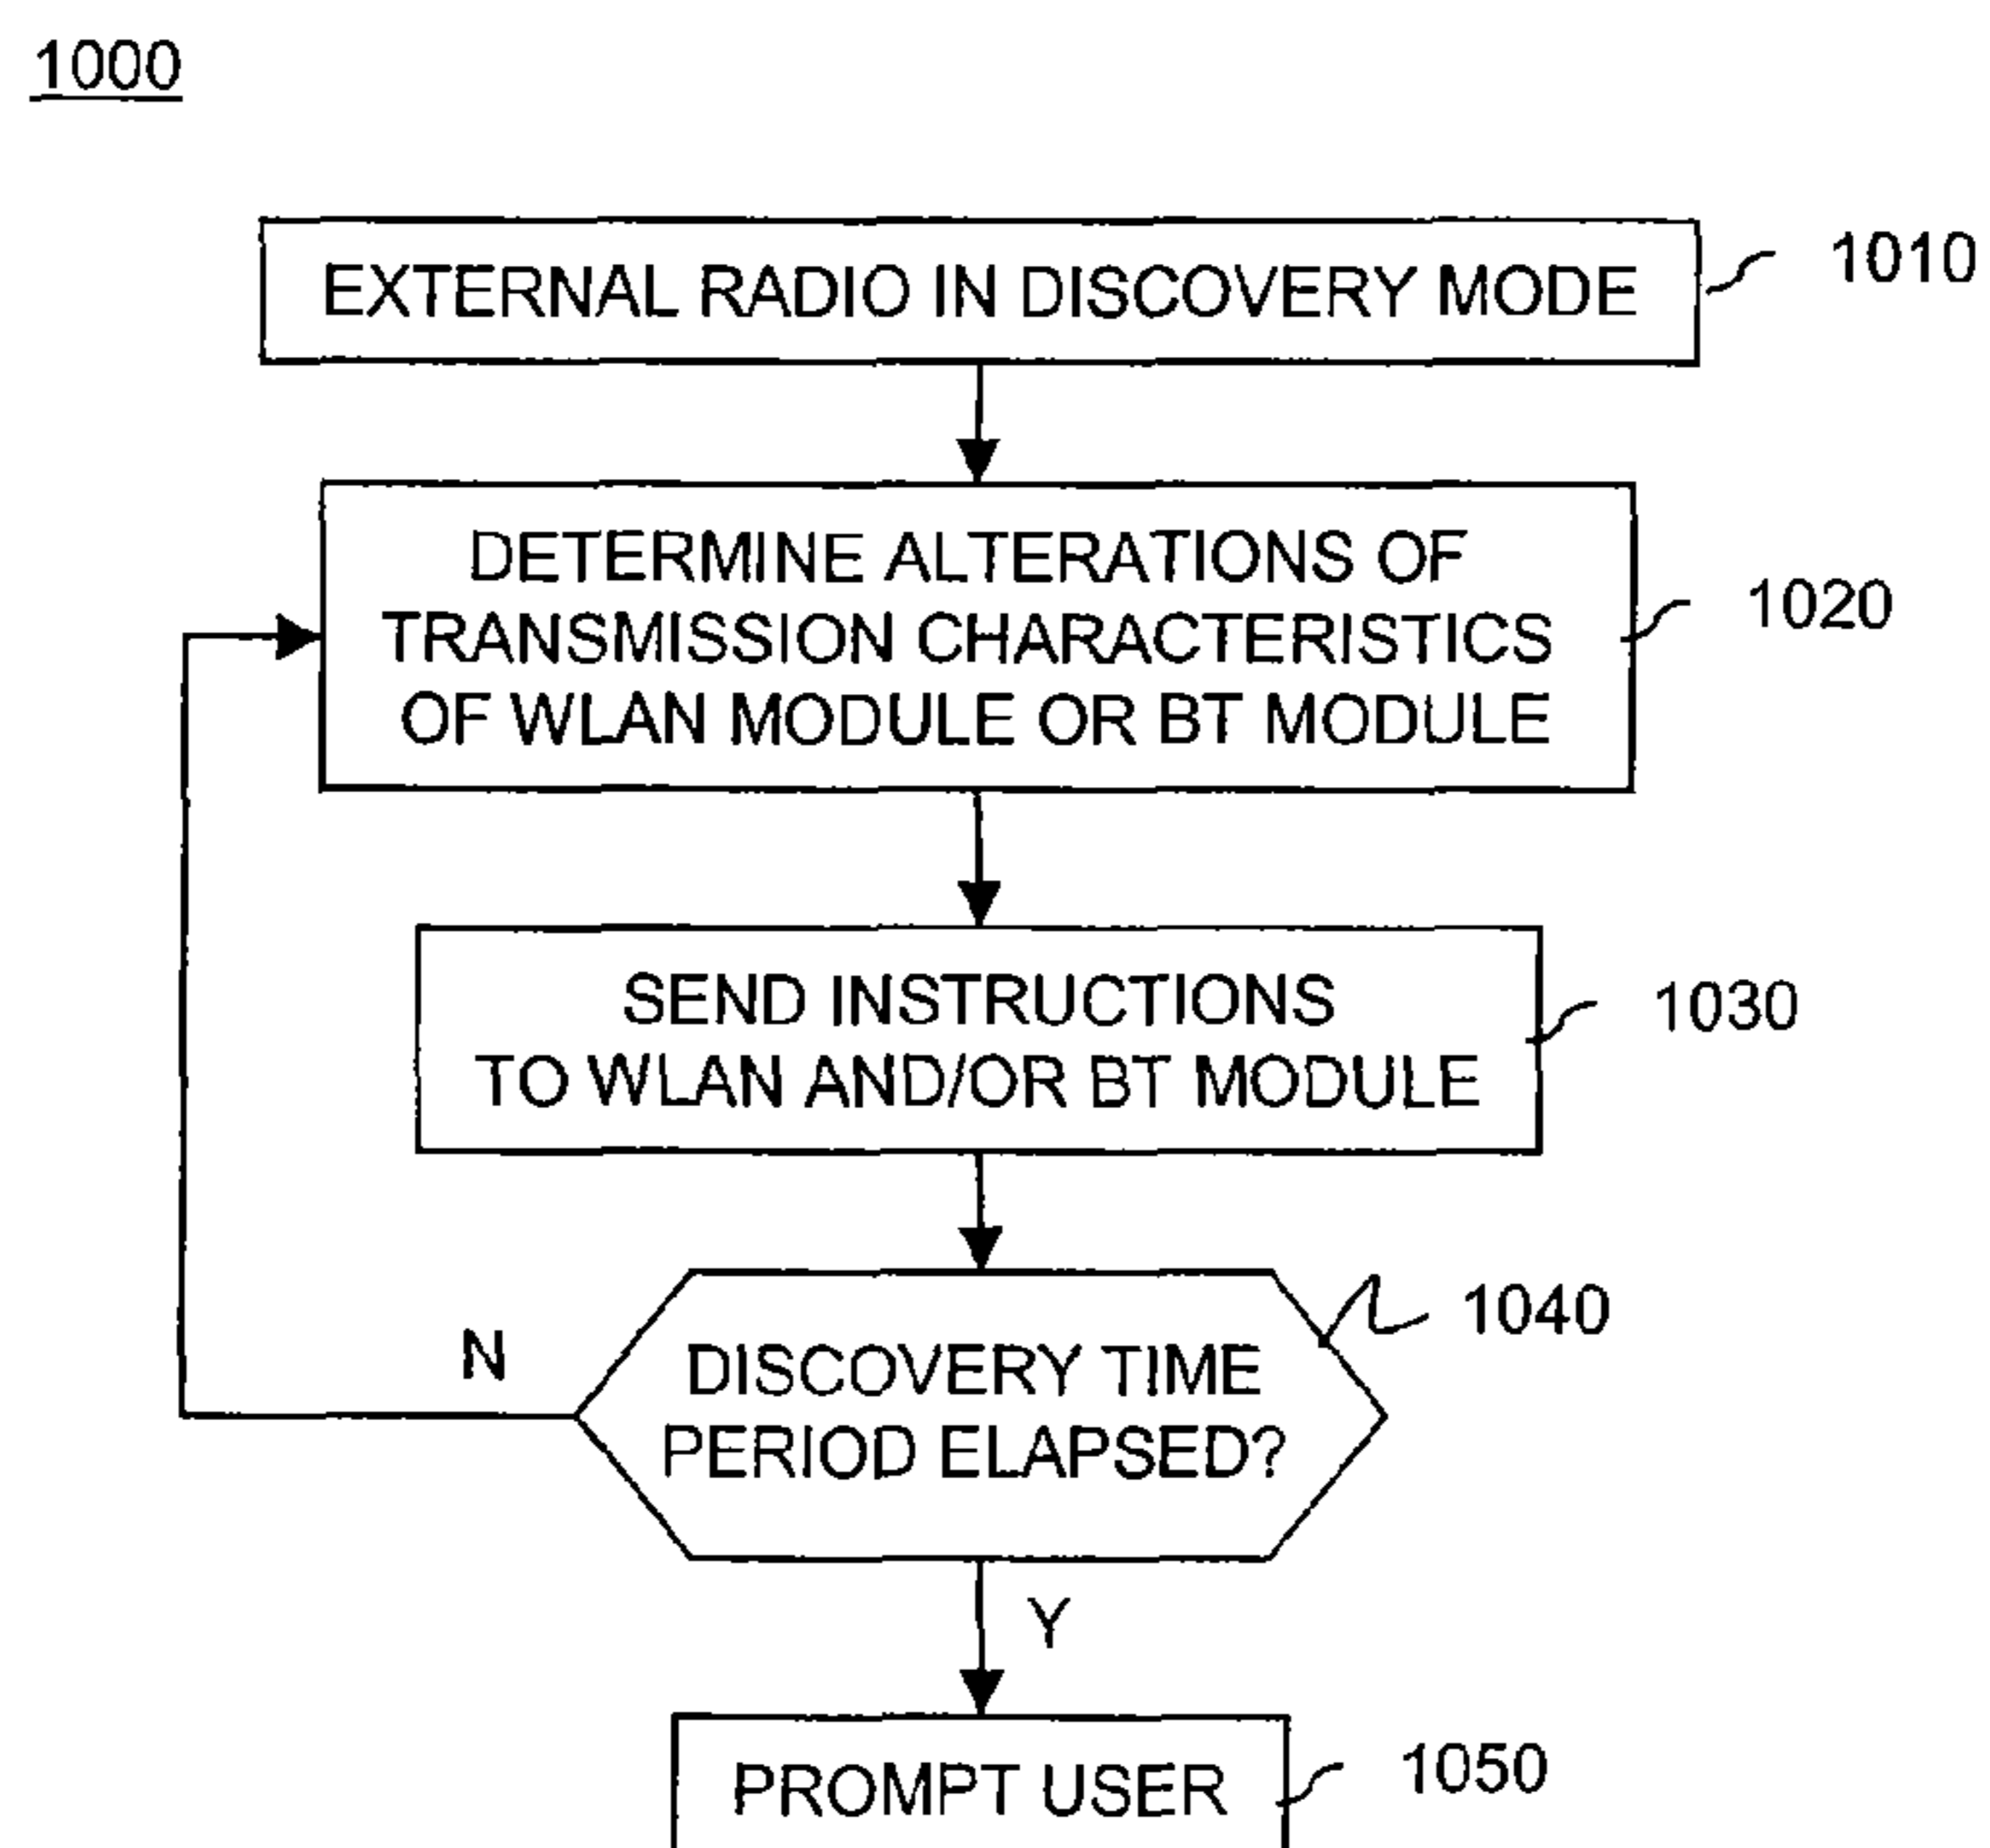 1000
EXTERNAL RADIO IN DISCOVERY MODE
1010
DETERMINE ALTERATIONS OF
TRANSMISSION CHARACTERISTICS
OF WLAN MODULE OR BT MODULE
1020
SEND INSTRUCTIONS
TO WLAN AND/OR BT MODULE
1030
DISCOVERY TIME
PERIOD ELAPSED?
1040
N
Y
PROMPT USER
1050